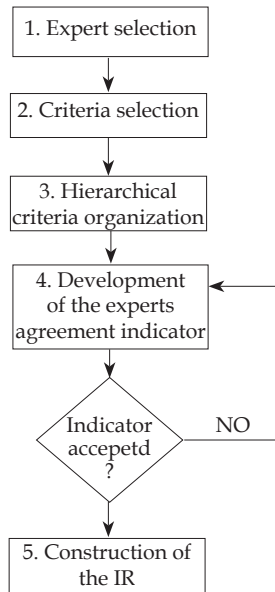 1. Expert selection
2. Criteria selection
3. Hierarchical
criteria organization
4. Development
of the experts
agreement indicator
Indicator
accepetd
?
NO
5. Construction of
the IR